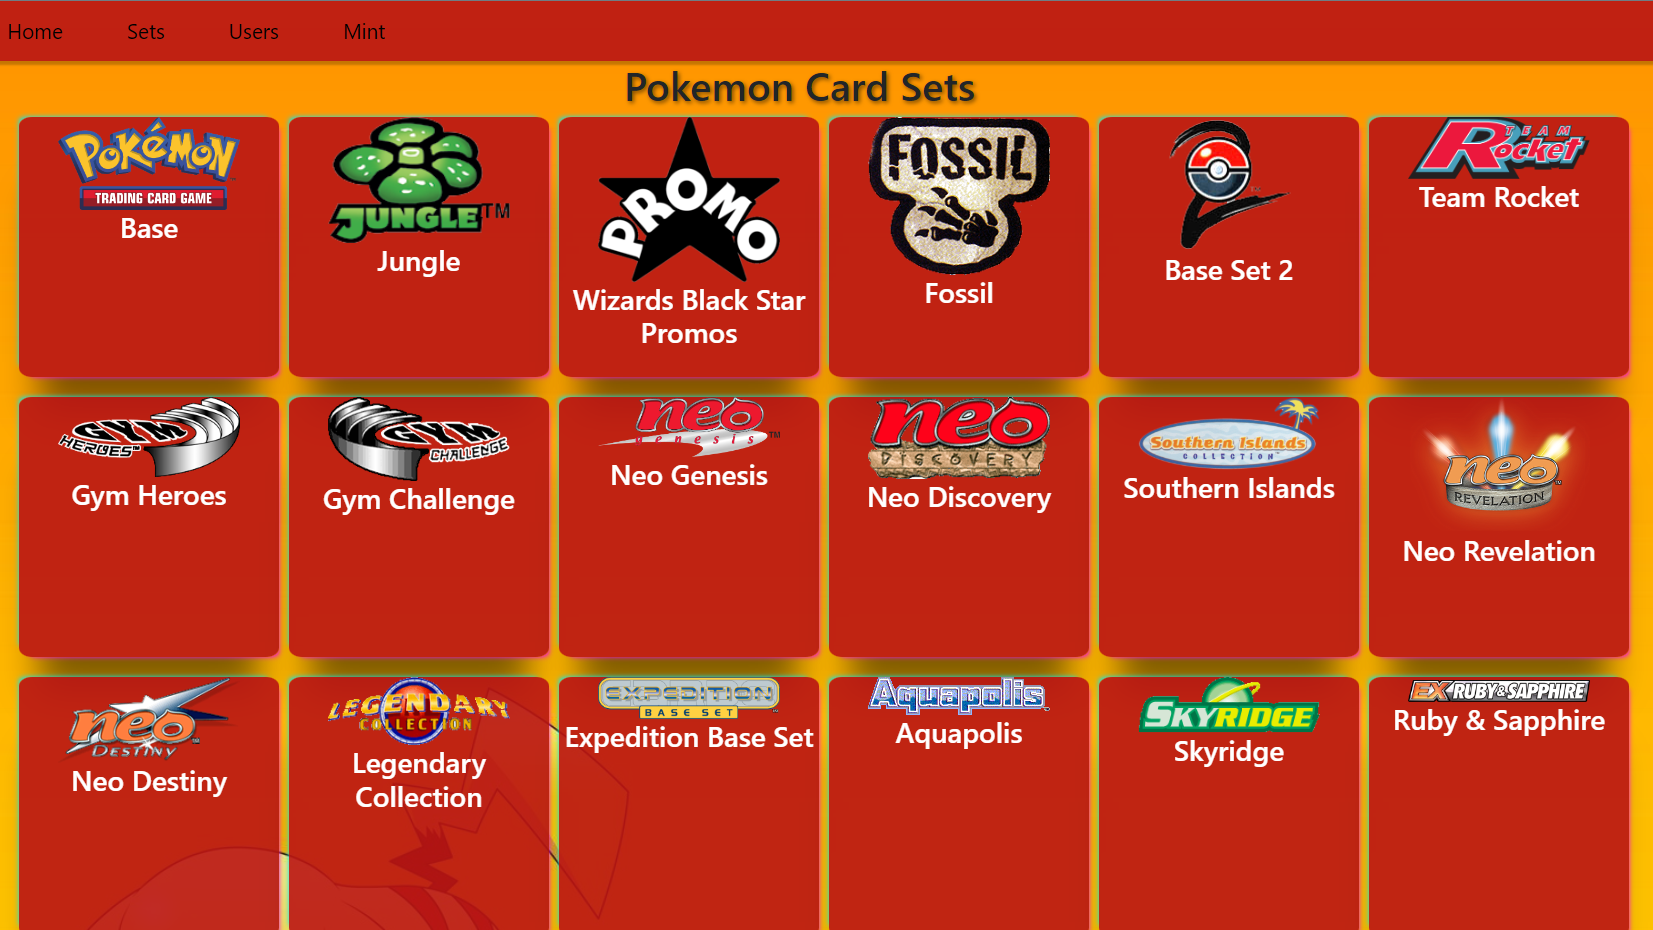 Home Sets Users Mint
Pokemon Card Sets
POKéMON
TRADING CARD GAME
Base
JUNGLE™
Jungle
PROMO
Wizards Black Star
Promos
FOSSIL
Fossil
Base Set 2
TEAM
Rocket
Team Rocket
GYM
HEROES™
Gym Heroes
GYM
CHALLENGE
Gym Challenge
neo
genesis™
Neo Genesis
neo
DISCOVERY
Neo Discovery
Southern Islands
COLLECTION
Southern Islands
neo
REVELATION
Neo Revelation
neo
DESTINY
Neo Destiny
LEGENDARY
COLLECTION
Legendary
Collection
EXPEDITION
BASE SET
Expedition Base Set
Aquapolis
Aquapolis
SKYRIDGE
Skyridge
EX RUBY & SAPPHIRE
Ruby & Sapphire